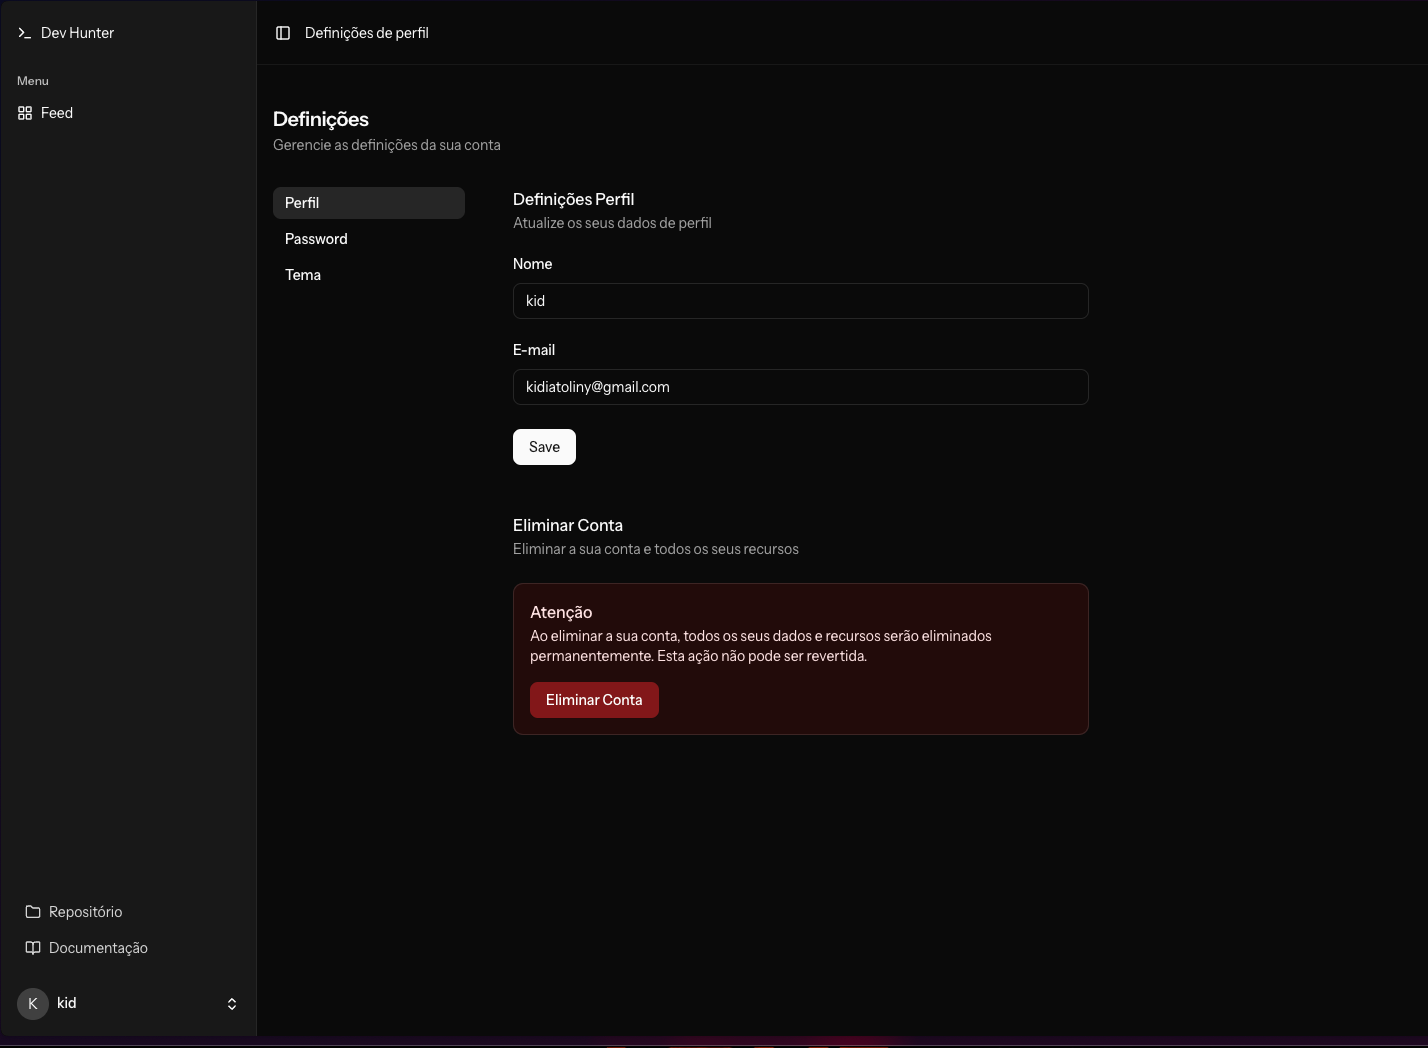 Dev Hunter
Menu
Feed
Repositório
Documentação
K
kid
Definições de perfil
Definições
Gerencie as definições da sua conta
Perfil
Password
Tema
Definições Perfil
Atualize os seus dados de perfil
Nome
kid
E-mail
kidiatoliny@gmail.com
Save
Eliminar Conta
Eliminar a sua conta e todos os seus recursos
Atenção
Ao eliminar a sua conta, todos os seus dados e recursos serão eliminados
permanentemente. Esta ação não pode ser revertida.
Eliminar Conta